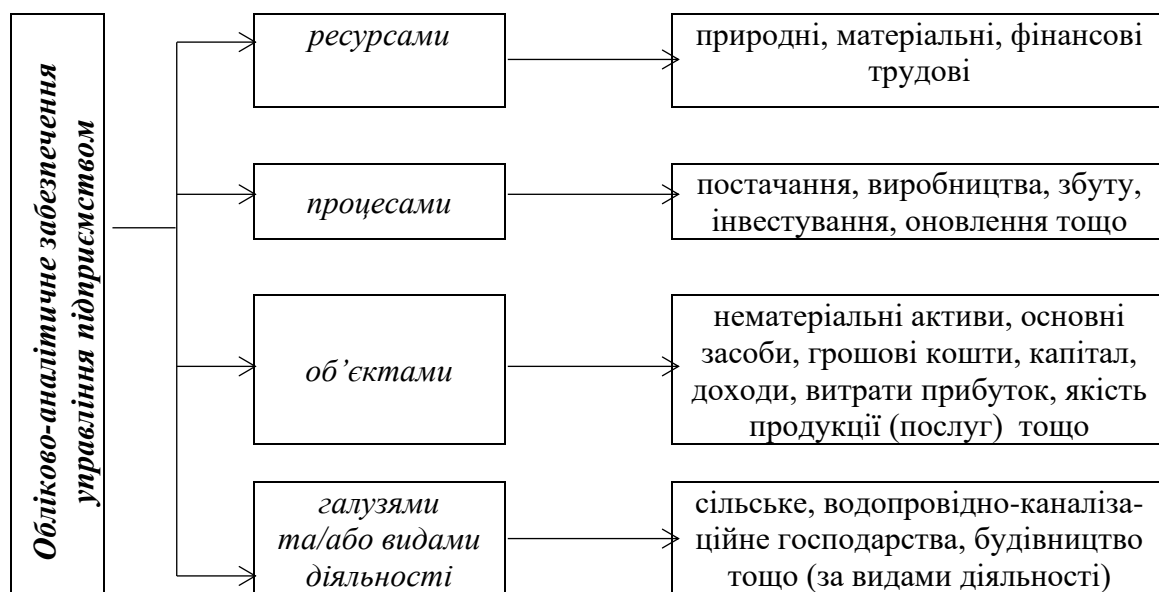 Обліково-аналітичне забезпечення
управління підприємством
ресурсами
природні, матеріальні, фінансові
трудові
процесами
постачання, виробництва, збуту,
інвестування, оновлення тощо
об’єктами
нематеріальні активи, основні
засоби, грошові кошти, капітал,
доходи, витрати прибуток, якість
продукції (послуг) тощо
галузями
та/або видами
діяльності
сільське, водопровідно-каналіза-
ційне господарства, будівництво
тощо (за видами діяльності)